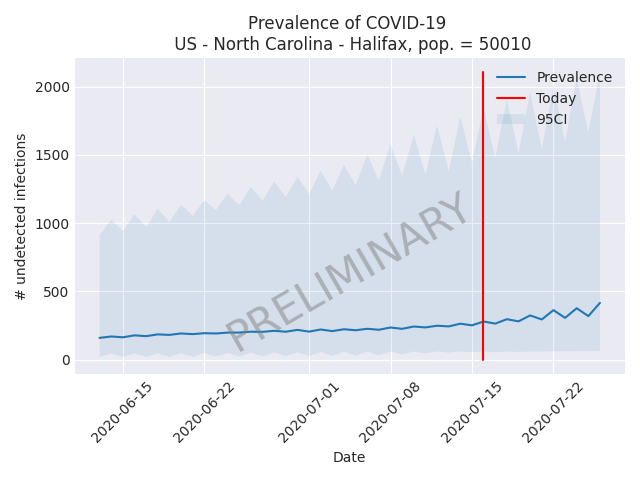 Prevalence of COVID-19
US - North Carolina - Halifax, pop. = 50010
Prevalence
Today
95CI
2000
1500
1000
500
0
# undetected infections
PRELIMINARY
2020-06-15
2020-06-22
2020-07-01
2020-07-08
2020-07-15
2020-07-22
Date